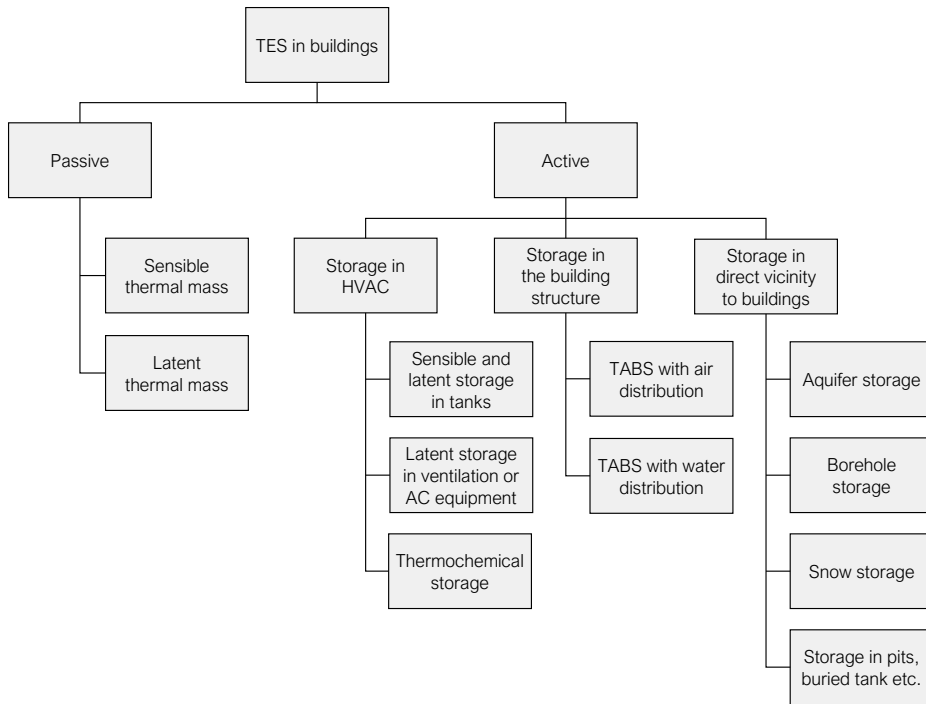 TES in buildings
Passive
Active
Sensible
thermal mass
Latent
thermal mass
Storage in
HVAC
Storage in
the building
structure
Storage in
direct vicinity
to buildings
Sensible and
latent storage
in tanks
Latent storage
in ventilation or
AC equipment
Thermochemical
storage
TABS with air
distribution
TABS with water
distribution
Aquifer storage
Borehole
storage
Snow storage
Storage in pits,
buried tank etc.